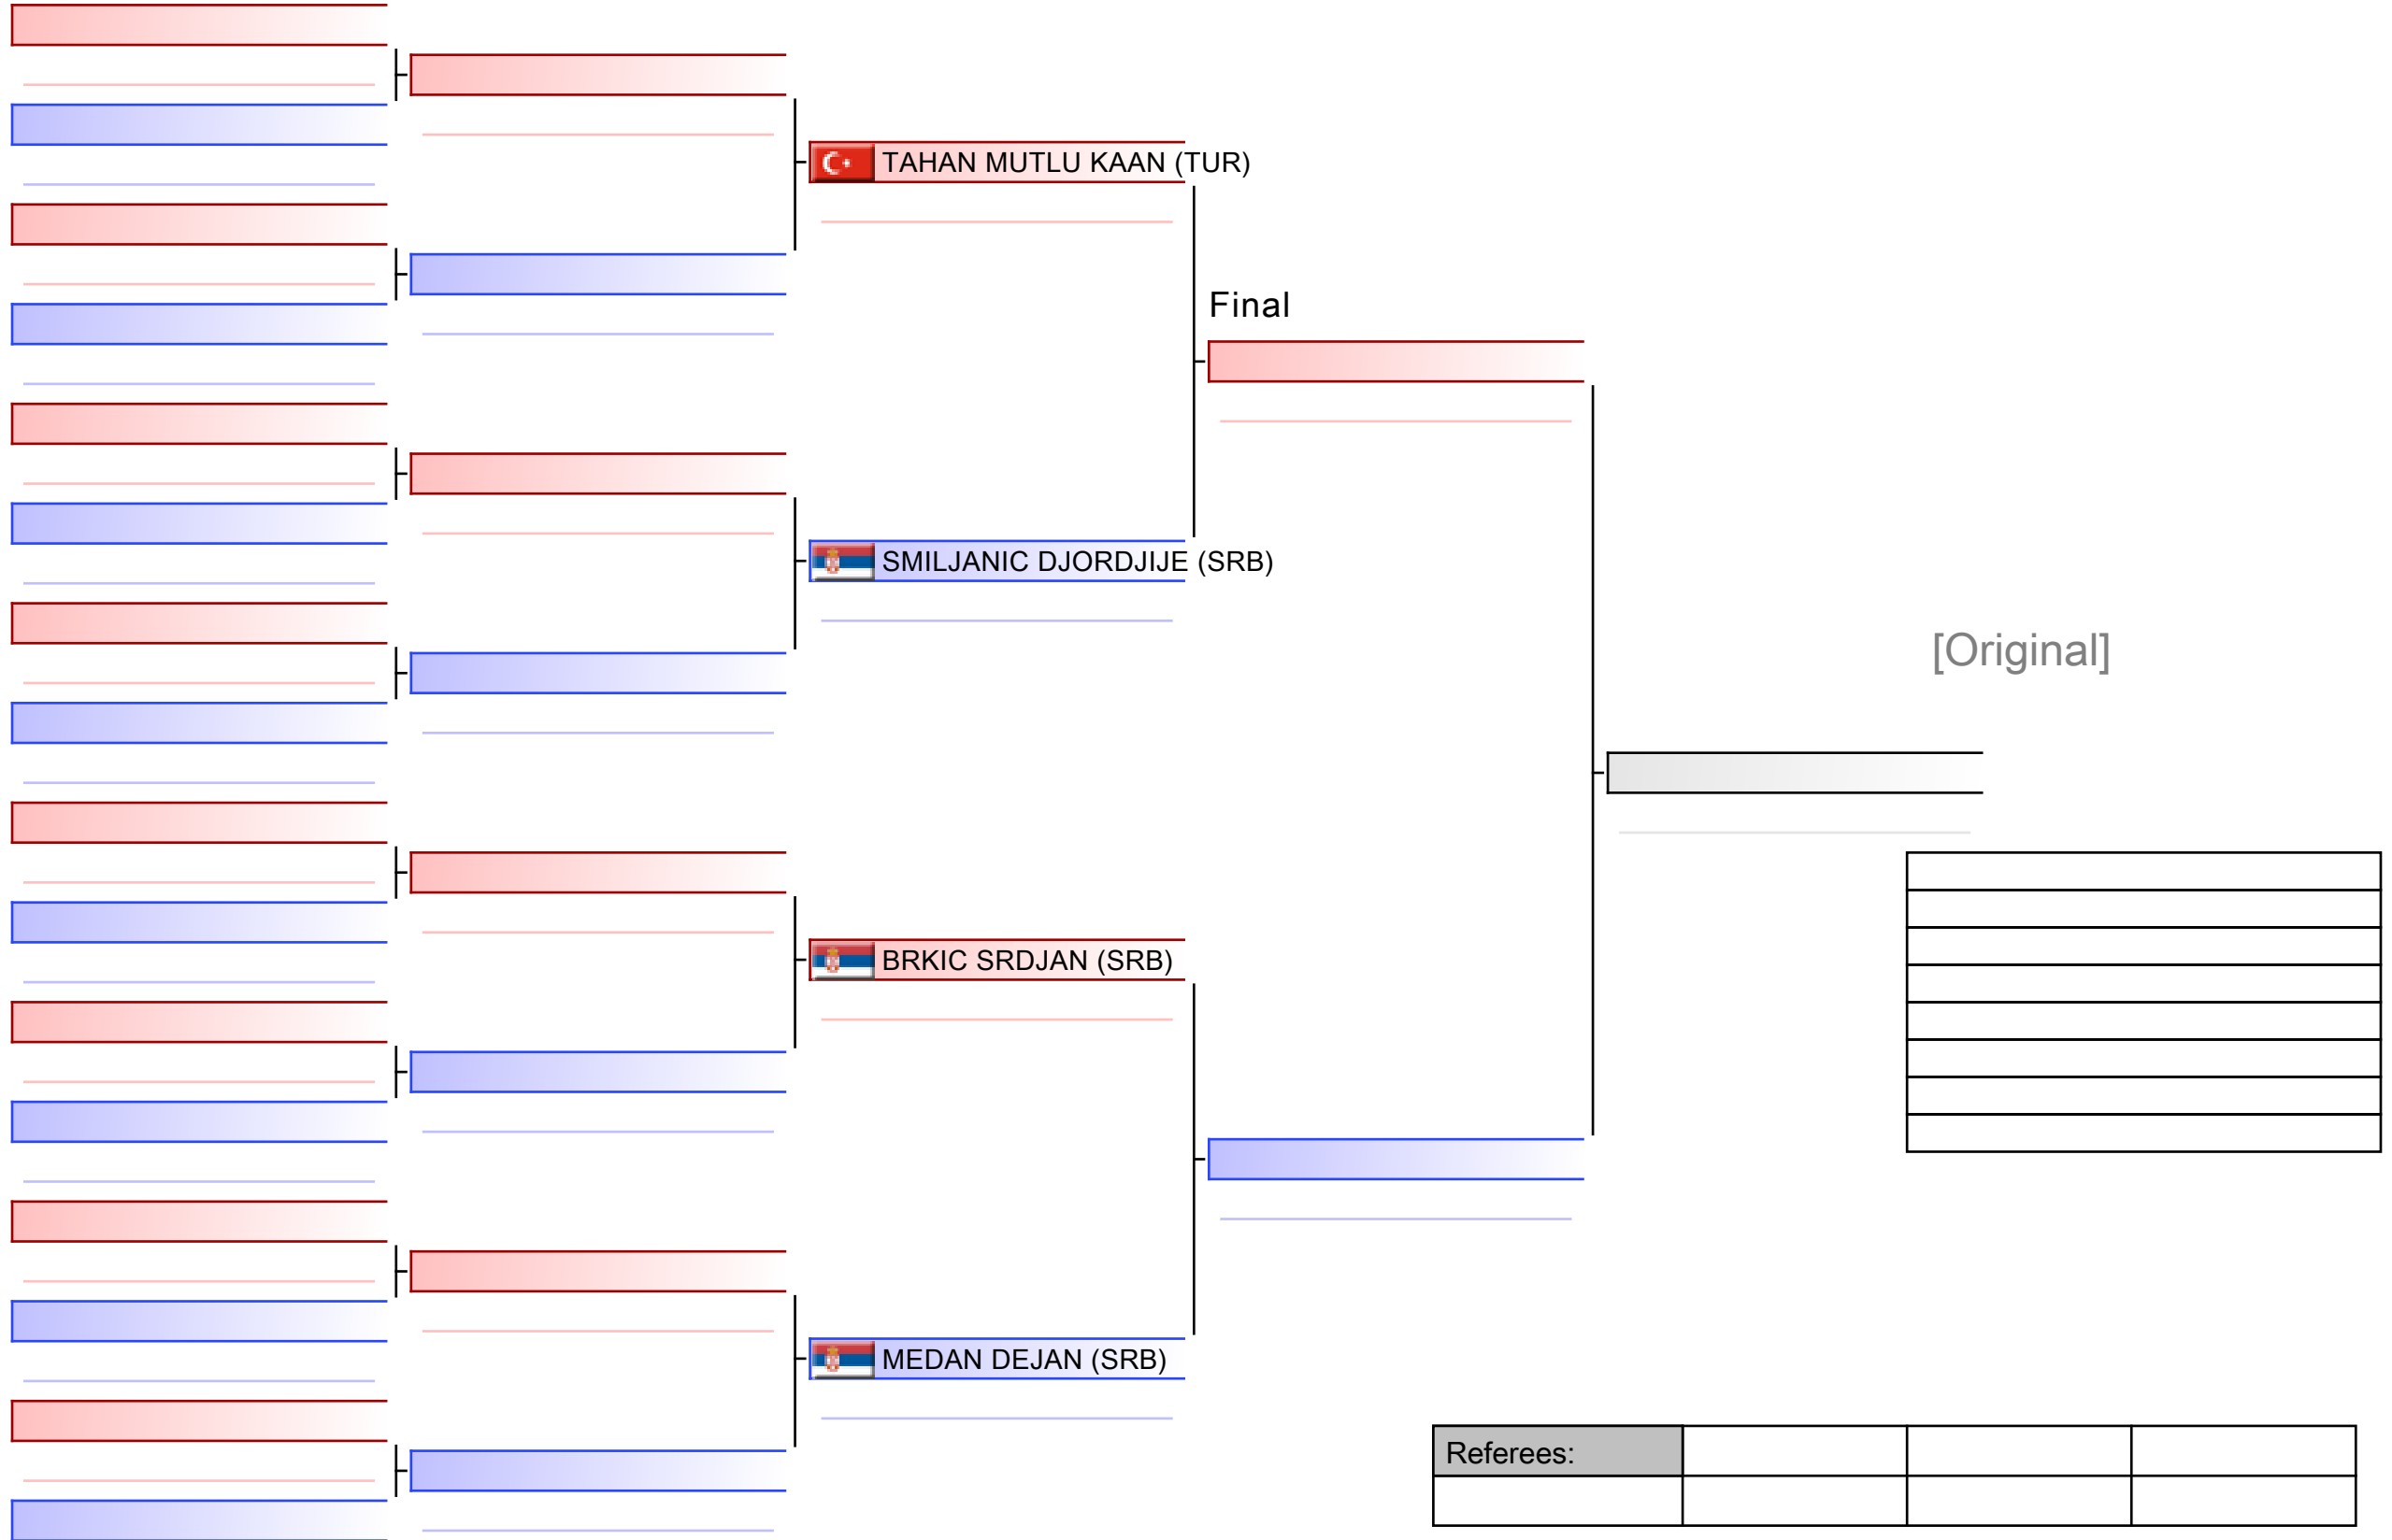 TAHAN MUTLU KAAN (TUR)
Final
SMILJANIC DJORDJIJE (SRB)
[Original]
BRKIC SRDJAN (SRB)
MEDAN DEJAN (SRB)
Referees: